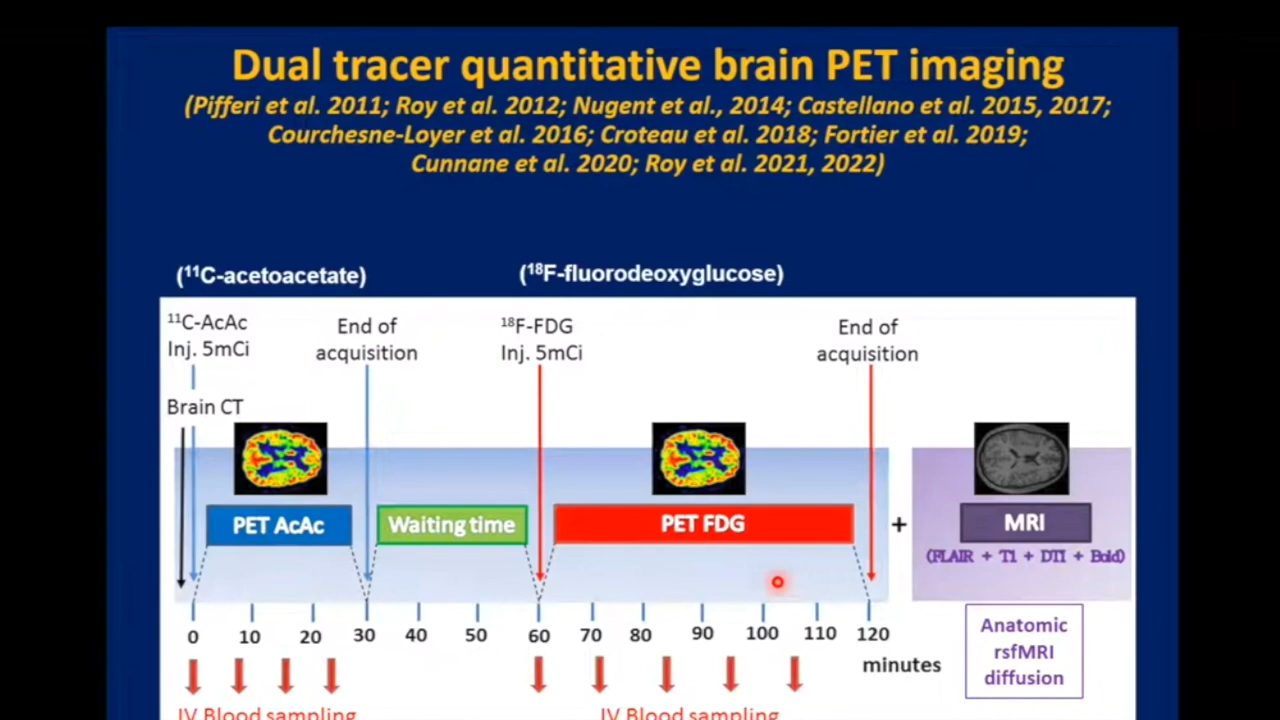 Dual tracer quantitative brain PET imaging
(Pifferi et al. 2011; Roy et al. 2012; Nugent et al., 2014; Castellano et al. 2015, 2017;
Courchesne-Loyer et al. 2016; Croteau et al. 2018; Fortier et al. 2019;
Cunnane et al. 2020; Roy et al. 2021, 2022)
(¹¹C-acetoacetate)
(¹⁸F-fluorodeoxyglucose)
¹¹C-AcAc
Inj. 5mCi
End of
acquisition
¹⁸F-FDG
Inj. 5mCi
End of
acquisition
Brain CT
PET AcAc
Waiting time
PET FDG
+
MRI
(FLAIR + T1 + DTI + Bold)
0 10 20 30 40 50 60 70 80 90 100 110 120
minutes
Anatomic
rsfMRI
diffusion
IV Blood sampling
IV Blood sampling